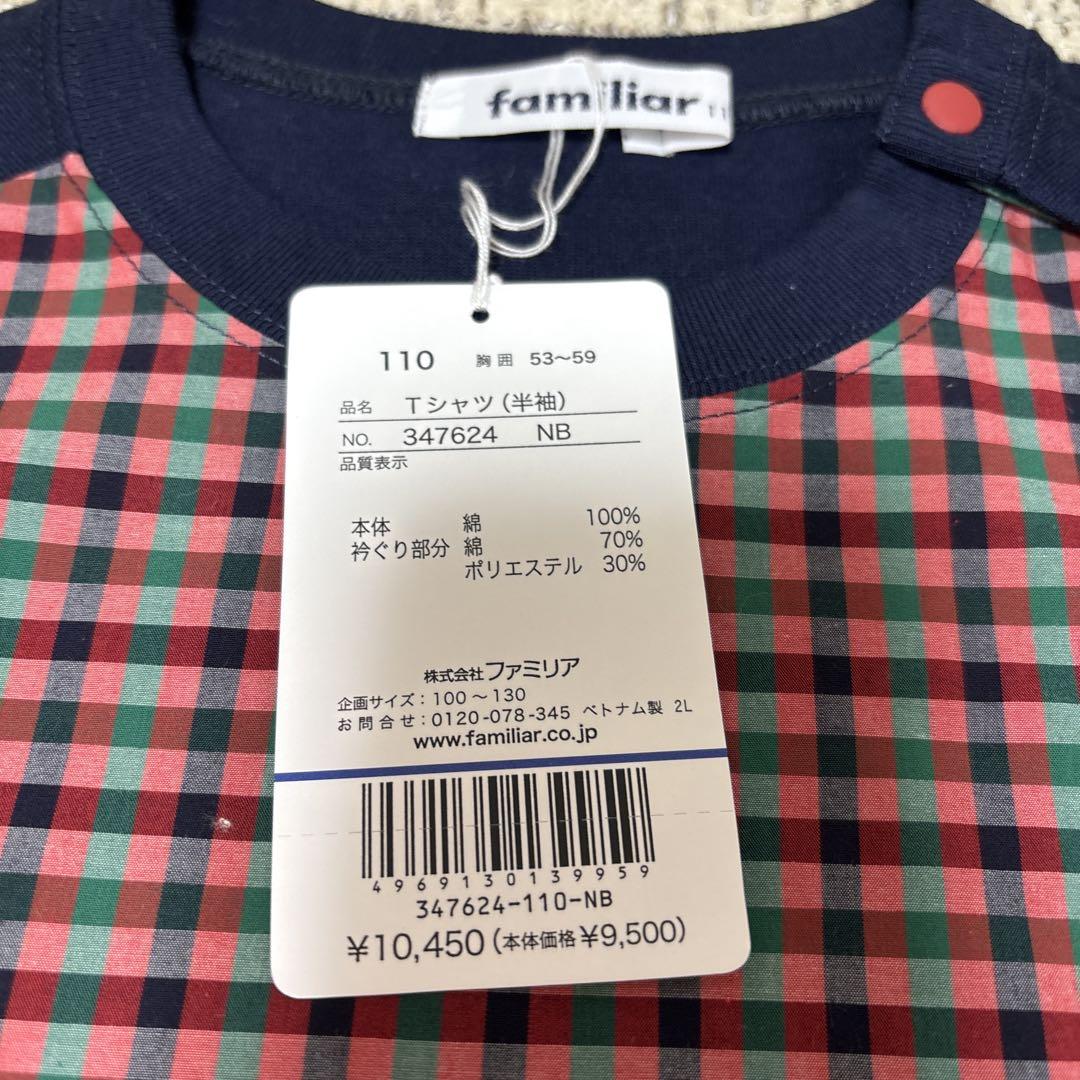 familiar 11
110 胸囲 53〜59
品名 Tシャツ(半袖)
NO. 347624 NB
品質表示
本体 綿 100%
衿ぐり部分 綿 70%
ポリエステル 30%
株式会社ファミリア
企画サイズ：100〜130
お問合せ：0120-078-345 ベトナム製 2L
www.familiar.co.jp
4969130139959
347624-110-NB
¥10,450(本体価格¥9,500)